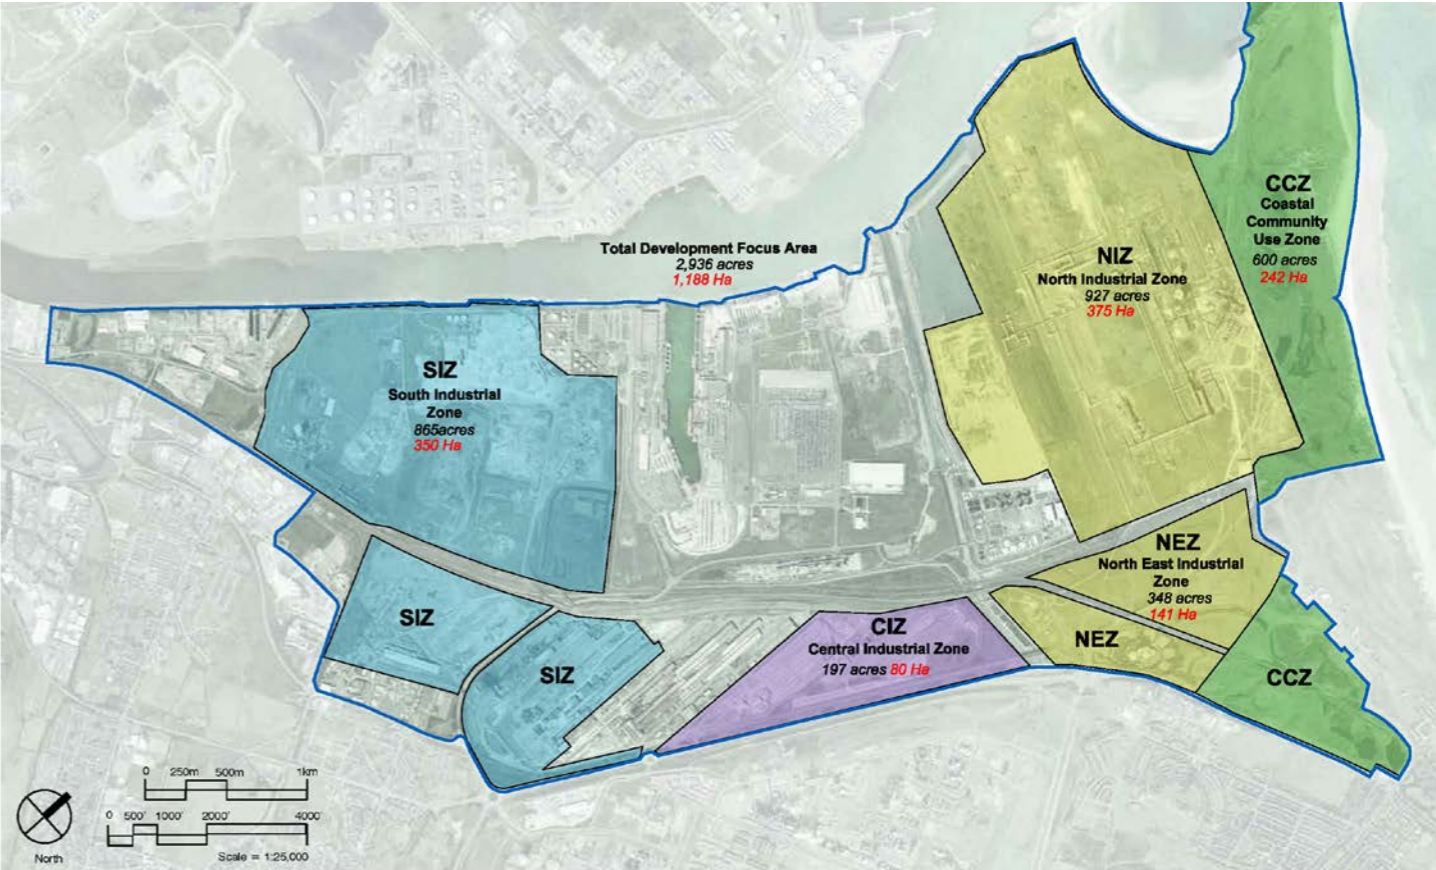 CCZ
Coastal
Community
Use Zone
600 acres
242 Ha
Total Development Focus Area
2,936 acres
1,188 Ha
NIZ
North Industrial Zone
927 acres
375 Ha
SIZ
South Industrial
Zone
865acres
350 Ha
NEZ
North East Industrial
Zone
348 acres
141 Ha
SIZ
CIZ
Central Industrial Zone
197 acres 80 Ha
NEZ
SIZ
CCZ
0 250m 500m 1km
0 500' 1000' 2000' 4000'
Scale = 1:25,000
North